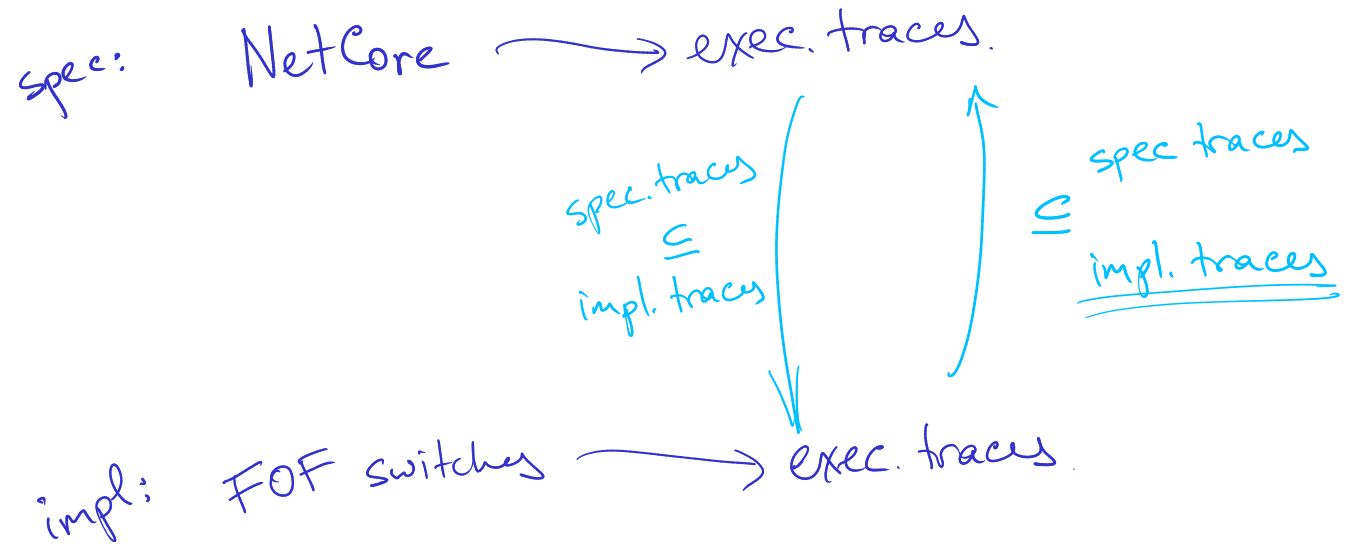 spec: NetCore → exec. traces.
spec. traces
⊆
impl. traces
spec traces
⊆
impl. traces
impl: FOF switches → exec. traces.